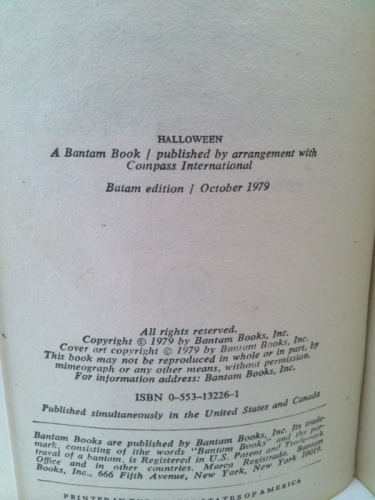 HALLOWEEN
A Bantam Book / published by arrangement with
Compass International
Batam edition / October 1979
All rights reserved.
Copyright © 1979 by Bantam Books, Inc.
Cover art copyright © 1979 by Bantam Books, Inc.
This book may not be reproduced in whole or in part, by
mimeograph or any other means, without permission.
For information address: Bantam Books, Inc.
ISBN 0-553-13226-1
Published simultaneously in the United States and Canada
Bantam Books are published by Bantam Books, Inc. Its trade-
mark, consisting of ithe words "Bantam Books" and the por-
trayal of a bantam, is Registered in U.S. Patent and Trademark
Office and in other countries. Marca Registrada. Bantam
Books, Inc., 666 Fifth Avenue, New York, New York 10019.
PRINTED IN THE UNITED STATES OF AMERICA